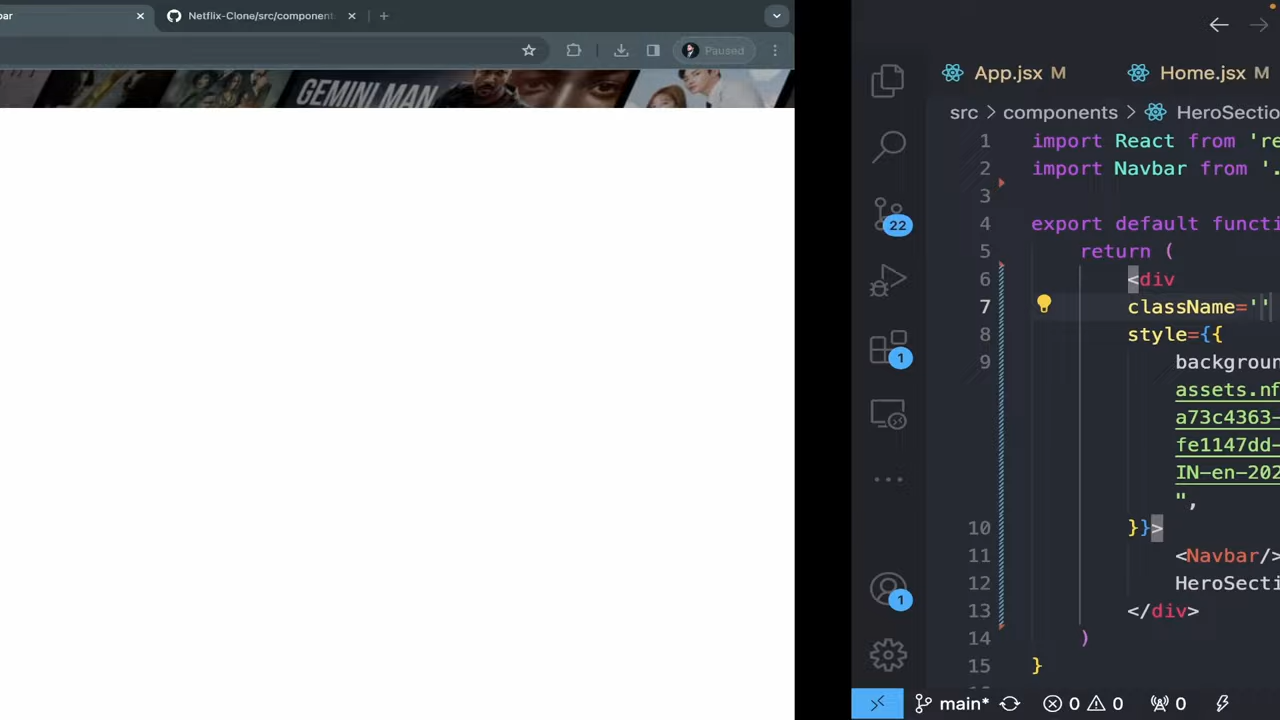 bar
Netflix-Clone/src/component
Paused
GEMINI MAN
App.jsx M
Home.jsx M
src > components > HeroSectio
1 import React from 're
2 import Navbar from '.
3
4 export default functi
5 return (
6 <div
7 className=''
8 style={{
9 backgroun
assets.nf
a73c4363-
fe1147dd-
IN-en-202
",
10 }}>
11 <Navbar/>
12 HeroSecti
13 </div>
14 )
15 }
22
1
1
main* 0 0 0